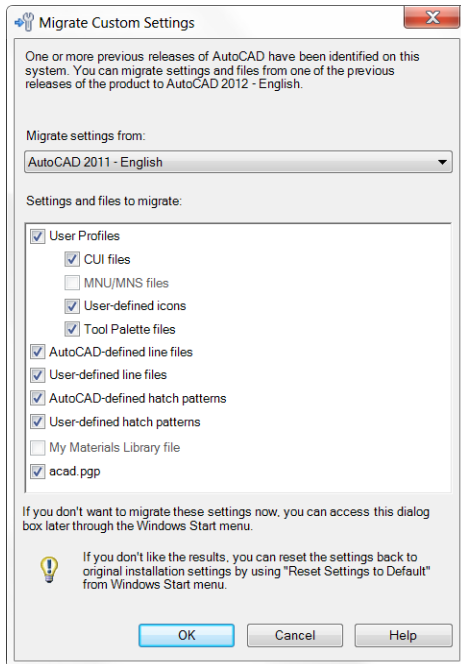 Migrate Custom Settings
One or more previous releases of AutoCAD have been identified on this
system. You can migrate settings and files from one of the previous
releases of the product to AutoCAD 2012 - English.
Migrate settings from:
AutoCAD 2011 - English
Settings and files to migrate:
User Profiles
CUI files
MNU/MNS files
User-defined icons
Tool Palette files
AutoCAD-defined line files
User-defined line files
AutoCAD-defined hatch patterns
User-defined hatch patterns
My Materials Library file
acad.pgp
If you don't want to migrate these settings now, you can access this dialog
box later through the Windows Start menu.
If you don't like the results, you can reset the settings back to
original installation settings by using "Reset Settings to Default"
from Windows Start menu.
OK Cancel Help